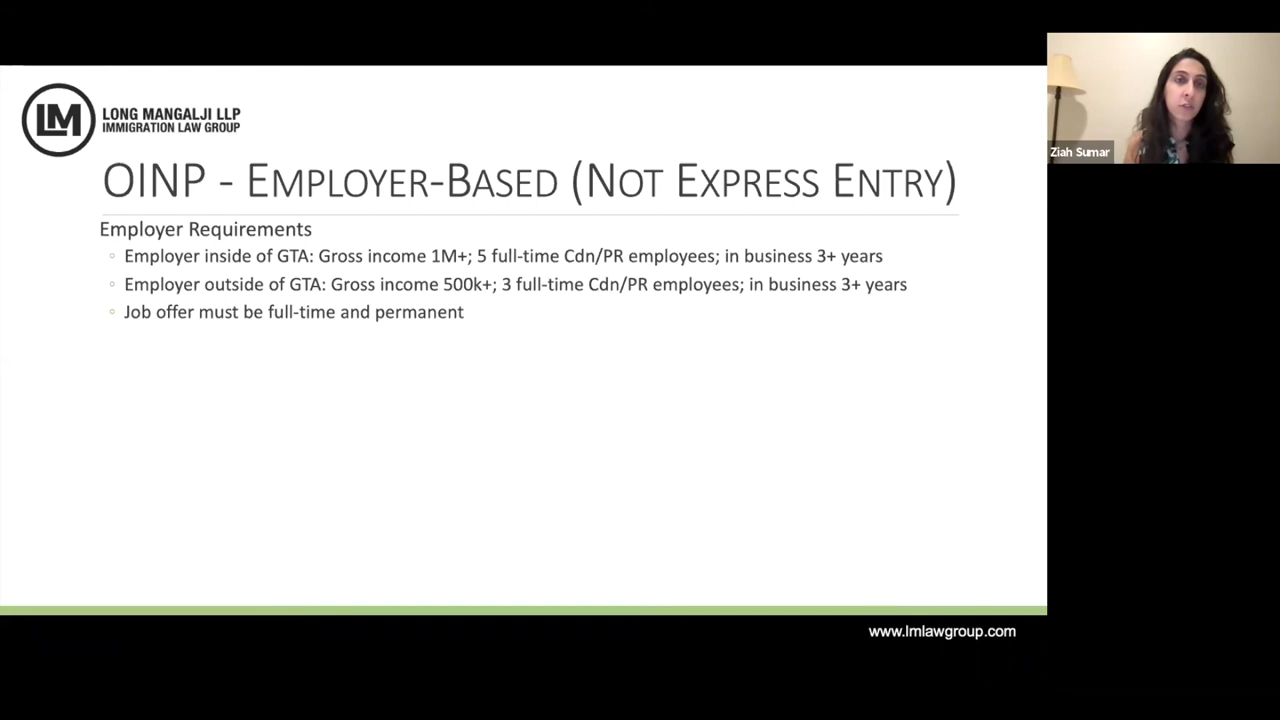 LM
LONG MANGALJI LLP
IMMIGRATION LAW GROUP
OINP - EMPLOYER-BASED (NOT EXPRESS ENTRY)
Employer Requirements
◦ Employer inside of GTA: Gross income 1M+; 5 full-time Cdn/PR employees; in business 3+ years
◦ Employer outside of GTA: Gross income 500k+; 3 full-time Cdn/PR employees; in business 3+ years
◦ Job offer must be full-time and permanent
www.lmlawgroup.com
Ziah Sumar